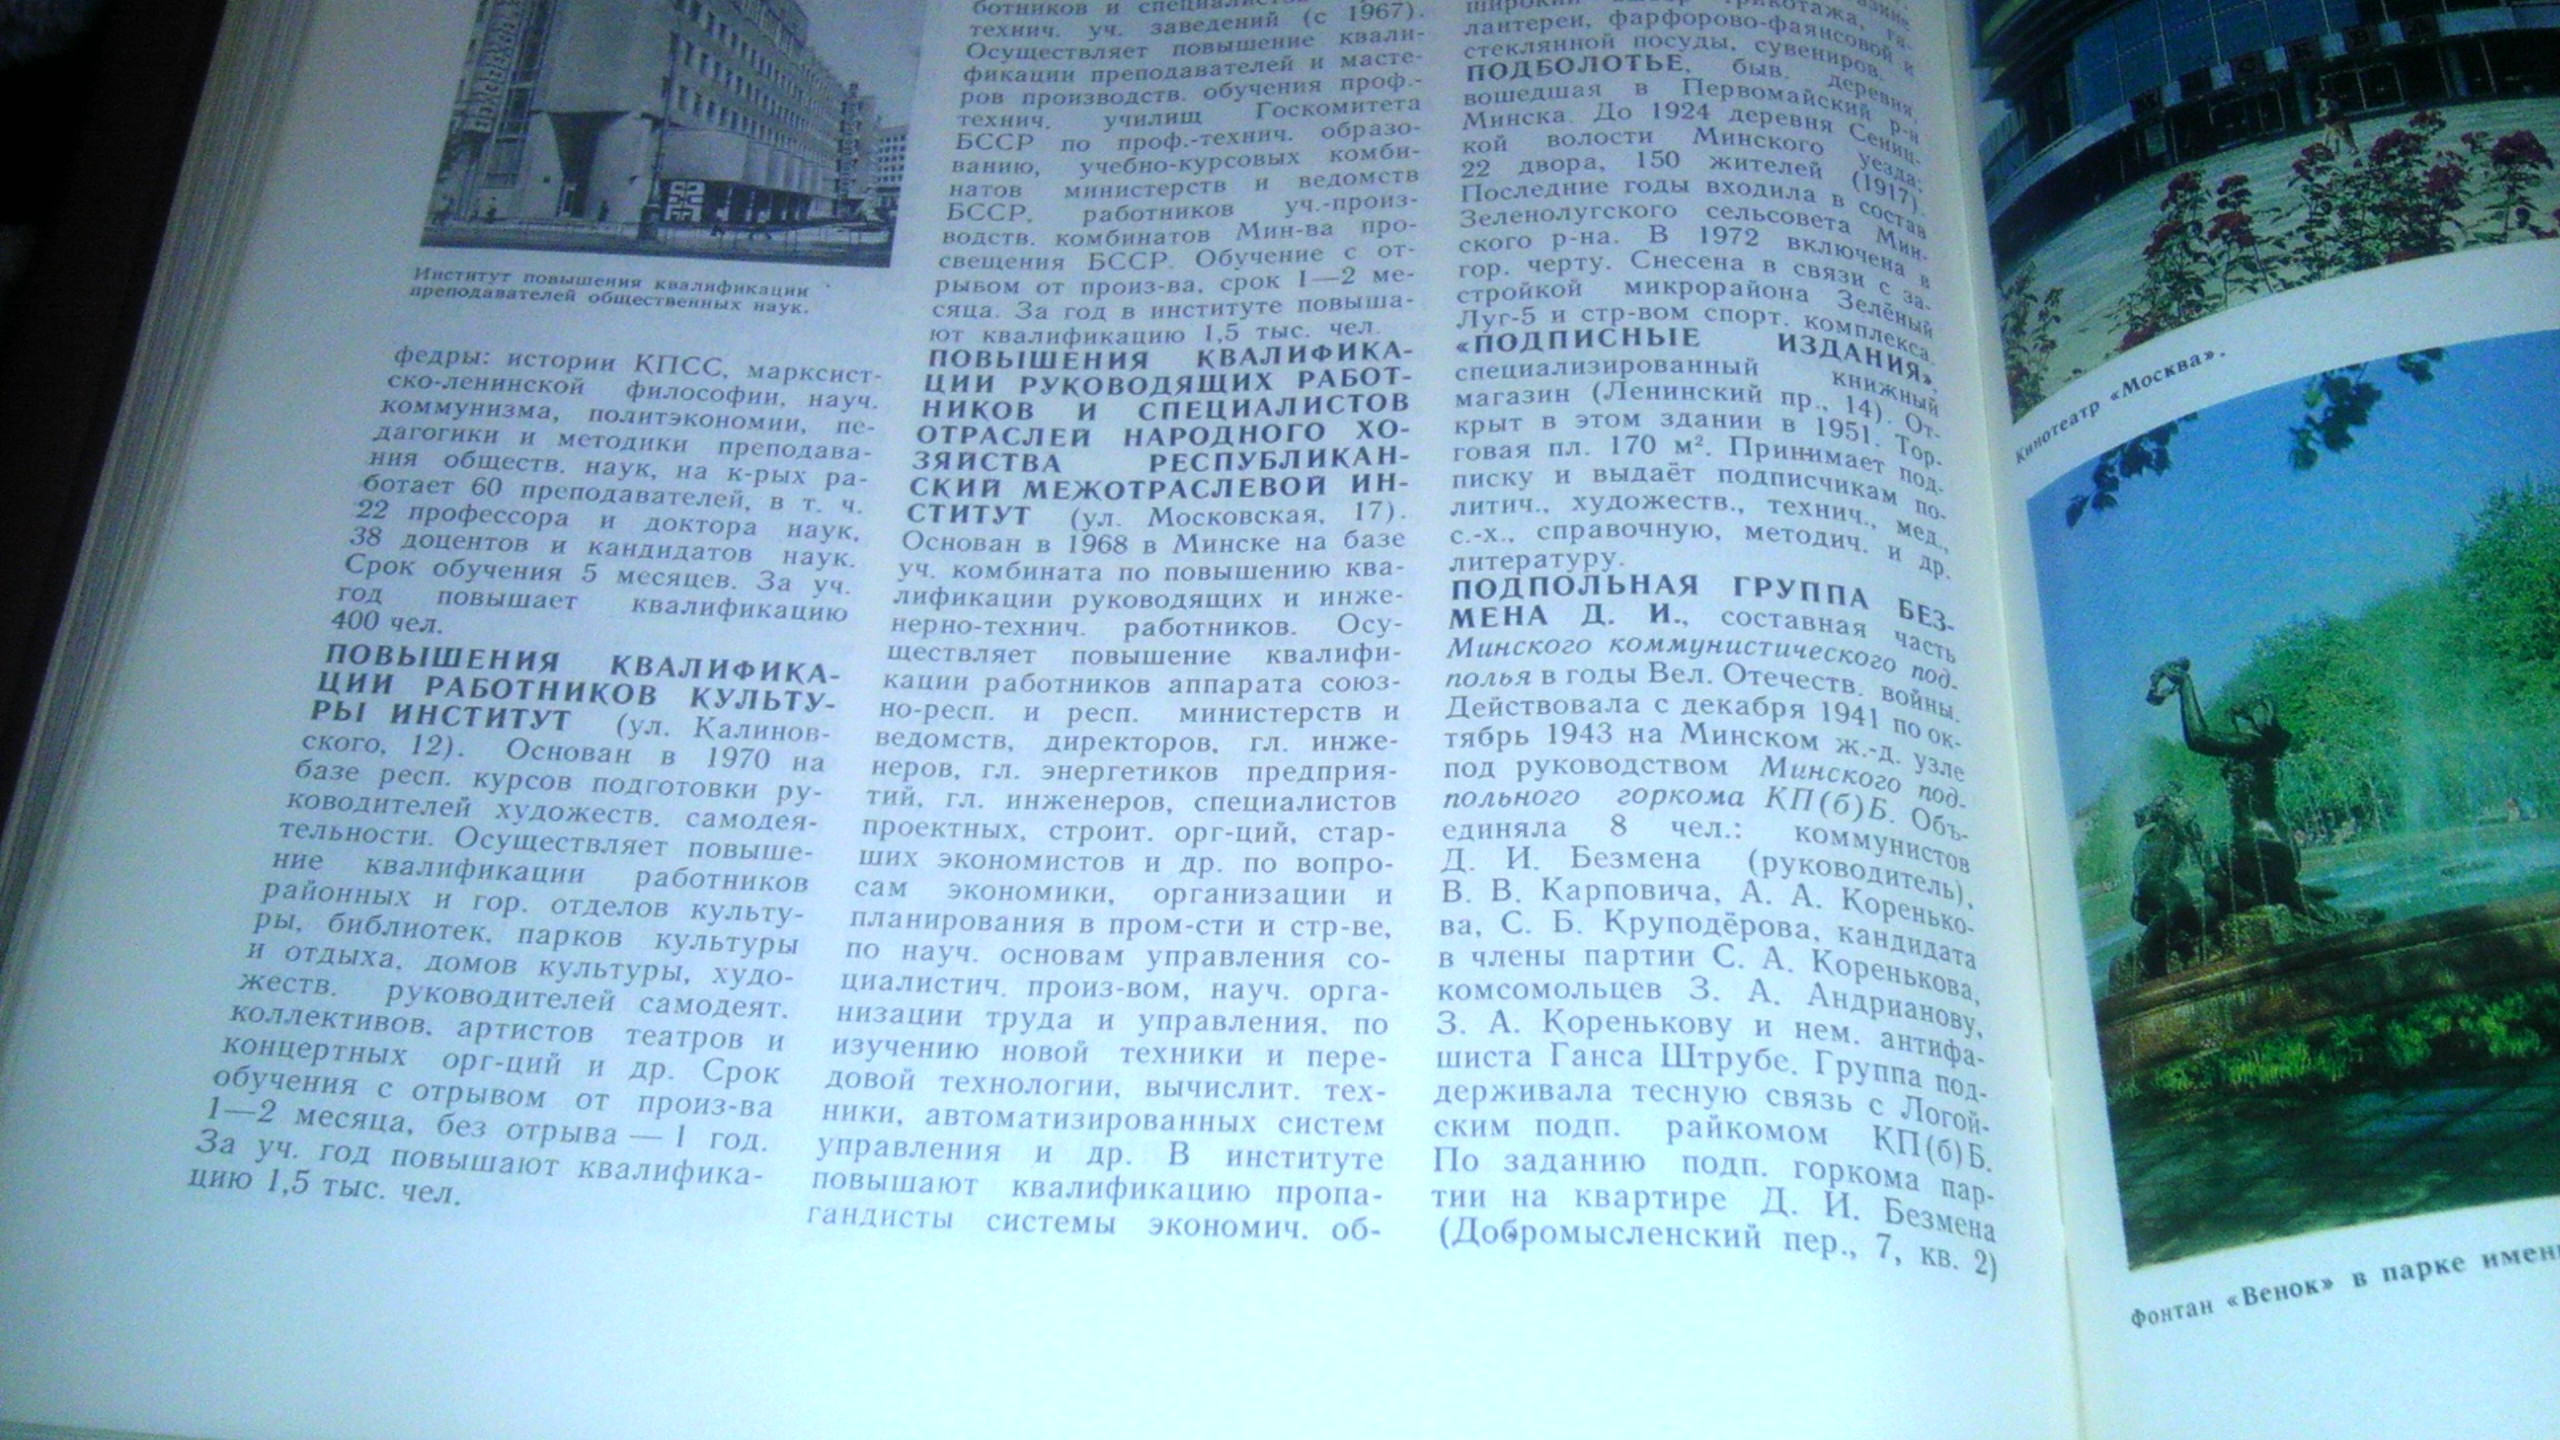 Институт повышения квалификации
преподавателей общественных наук.
федры: истории КПСС, марксист-
ско-ленинской философии, науч.
коммунизма, политэкономии, пе-
дагогики и методики преподава-
ния обществ. наук, на к-рых ра-
ботает 60 преподавателей, в т. ч.
22 профессора и доктора наук,
38 доцентов и кандидатов наук.
Срок обучения 5 месяцев. За уч.
год повышает квалификацию
400 чел.
ПОВЫШЕНИЯ КВАЛИФИКА-
ЦИИ РАБОТНИКОВ КУЛЬТУ-
РЫ ИНСТИТУТ (ул. Калинов-
ского, 12). Основан в 1970 на
базе респ. курсов подготовки ру-
ководителей художеств. самодея-
тельности. Осуществляет повыше-
ние квалификации работников
районных и гор. отделов культу-
ры, библиотек, парков культуры
и отдыха, домов культуры, худо-
жеств. руководителей самодеят.
коллективов, артистов театров и
концертных орг-ций и др. Срок
обучения с отрывом от произ-ва
1—2 месяца, без отрыва — 1 год.
За уч. год повышают квалифика-
цию 1,5 тыс. чел.
ботников и
технич. уч. заведений (с 1967).
Осуществляет повышение квали-
фикации преподавателей и масте-
ров производств. обучения проф.-
технич. училищ Госкомитета
БССР по проф.-технич. образо-
ванию, учебно-курсовых комби-
натов министерств и ведомств
БССР, работников уч.-произ-
водств. комбинатов Мин-ва про-
свещения БССР. Обучение с от-
рывом от произ-ва, срок 1—2 ме-
сяца. За год в институте повыша-
ют квалификацию 1,5 тыс. чел.
ПОВЫШЕНИЯ КВАЛИФИКА-
ЦИИ РУКОВОДЯЩИХ РАБОТ-
НИКОВ И СПЕЦИАЛИСТОВ
ОТРАСЛЕЙ НАРОДНОГО ХО-
ЗЯЙСТВА РЕСПУБЛИКАН-
СКИЙ МЕЖОТРАСЛЕВОЙ ИН-
СТИТУТ (ул. Московская, 17).
Основан в 1968 в Минске на базе
уч. комбината по повышению ква-
лификации руководящих и инже-
нерно-технич. работников. Осу-
ществляет повышение квалифи-
кации работников аппарата союз-
но-респ. и респ. министерств и
ведомств, директоров, гл. инже-
неров, гл. энергетиков предприя-
тий, гл. инженеров, специалистов
проектных, строит. орг-ций, стар-
ших экономистов и др. по вопро-
сам экономики, организации и
планирования в пром-сти и стр-ве,
по науч. основам управления со-
циалистич. произ-вом, науч. орга-
низации труда и управления, по
изучению новой техники и пере-
довой технологии, вычислит. тех-
ники, автоматизированных систем
управления и др. В институте
повышают квалификацию пропа-
гандисты системы экономич. об-
лантереи, фарфорово-фаянсовой и
стеклянной посуды, сувениров.
ПОДБОЛОТЬЕ, быв. деревня,
вошедшая в Первомайский р-н
Минска. До 1924 деревня Сениц-
кой волости Минского уезда;
22 двора, 150 жителей (1917).
Последние годы входила в состав
Зеленолугского сельсовета Мин-
ского р-на. В 1972 включена в
гор. черту. Снесена в связи с за-
стройкой микрорайона Зелёный
Луг-5 и стр-вом спорт. комплекса.
«ПОДПИСНЫЕ ИЗДАНИЯ»,
специализированный книжный
магазин (Ленинский пр., 14). От-
крыт в этом здании в 1951. Тор-
говая пл. 170 м². Принимает под-
писку и выдаёт подписчикам по-
литич., художеств., технич., мед.,
с.-х., справочную, методич. и др.
литературу.
ПОДПОЛЬНАЯ ГРУППА БЕЗ-
МЕНА Д. И., составная часть
Минского коммунистического под-
полья в годы Вел. Отечеств. войны.
Действовала с декабря 1941 по ок-
тябрь 1943 на Минском ж.-д. узле
под руководством Минского под-
польного горкома КП(б)Б. Объ-
единяла 8 чел.: коммунистов
Д. И. Безмена (руководитель),
В. В. Карповича, А. А. Коренько-
ва, С. Б. Круподёрова, кандидата
в члены партии С. А. Коренькова,
комсомольцев З. А. Андрианову,
З. А. Коренькову и нем. антифа-
шиста Ганса Штрубе. Группа под-
держивала тесную связь с Логой-
ским подп. райкомом КП(б)Б.
По заданию подп. горкома пар-
тии на квартире Д. И. Безмена
(Добромысленский пер., 7, кв. 2)
Кинотеатр «Москва».
Фонтан «Венок» в парке имени